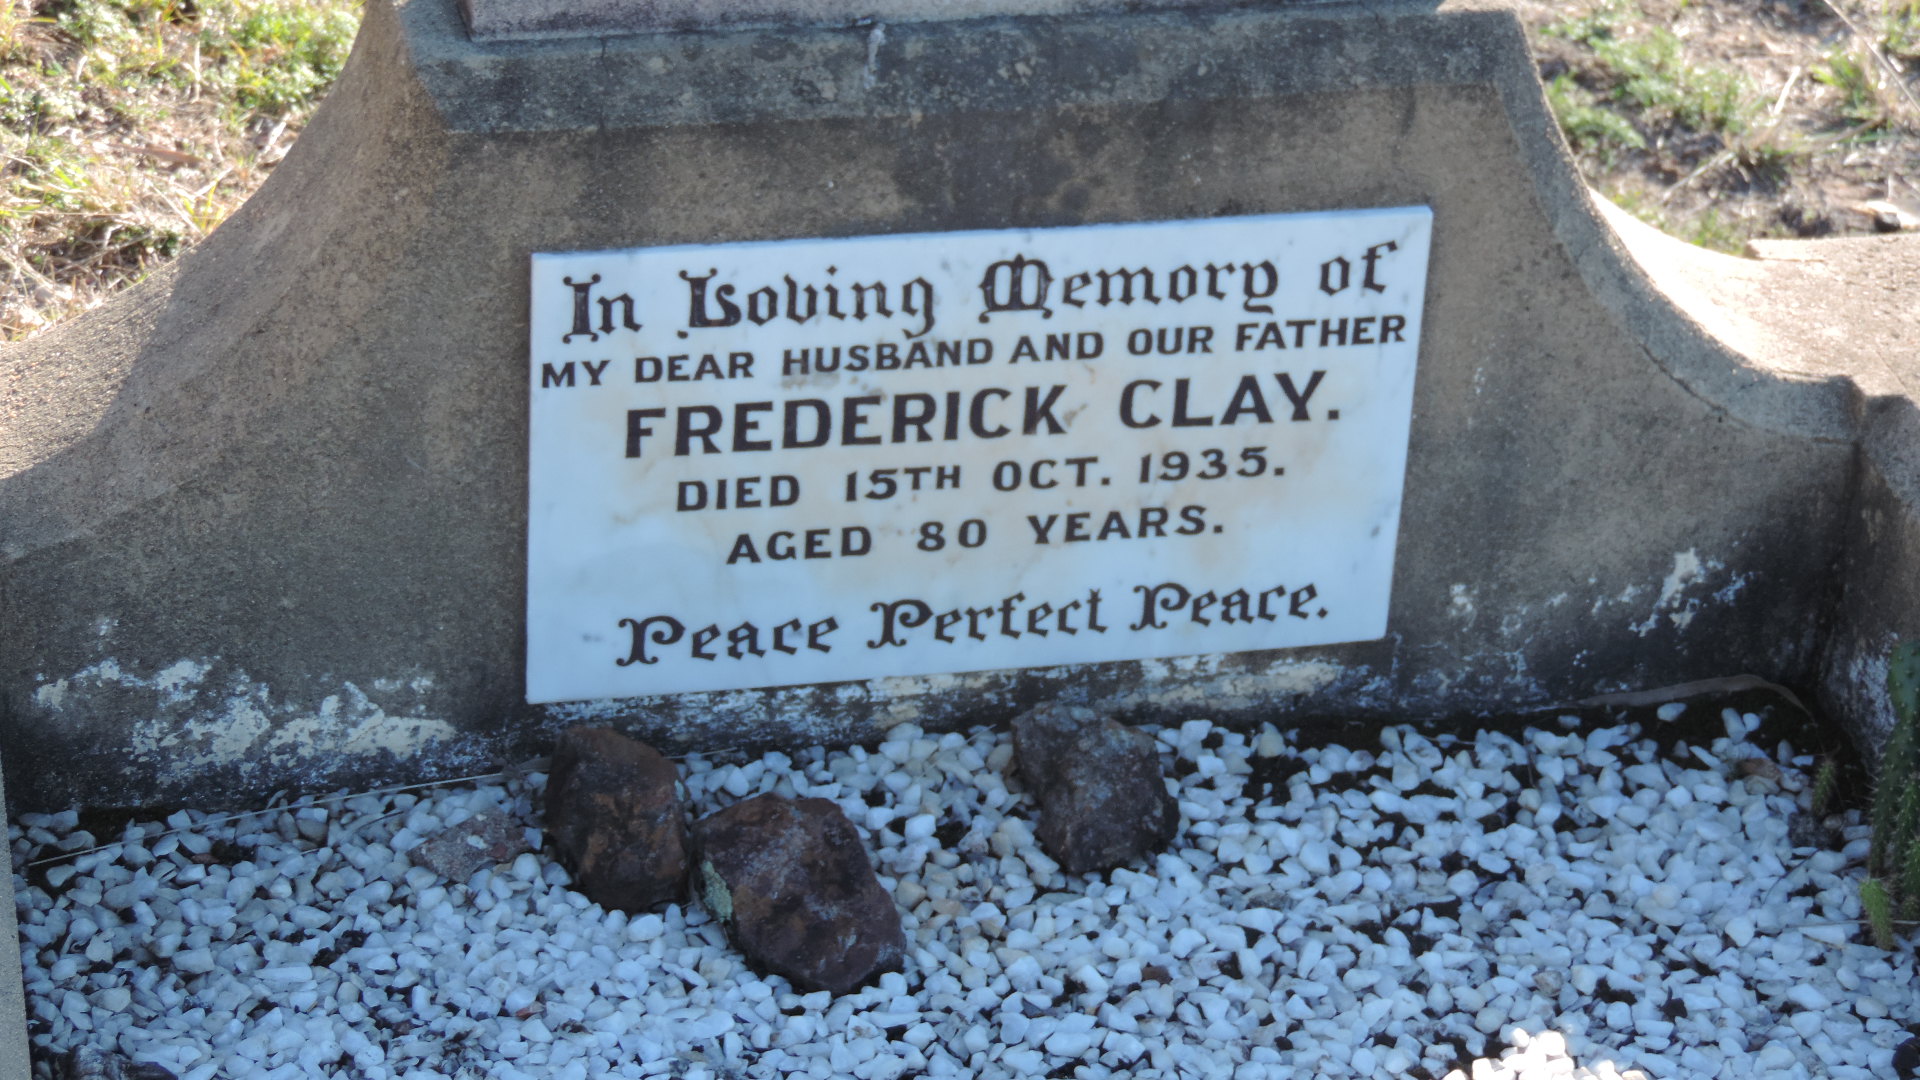 In Loving Memory of
MY DEAR HUSBAND AND OUR FATHER
FREDERICK CLAY.
DIED 15TH OCT. 1935.
AGED 80 YEARS.
Peace Perfect Peace.